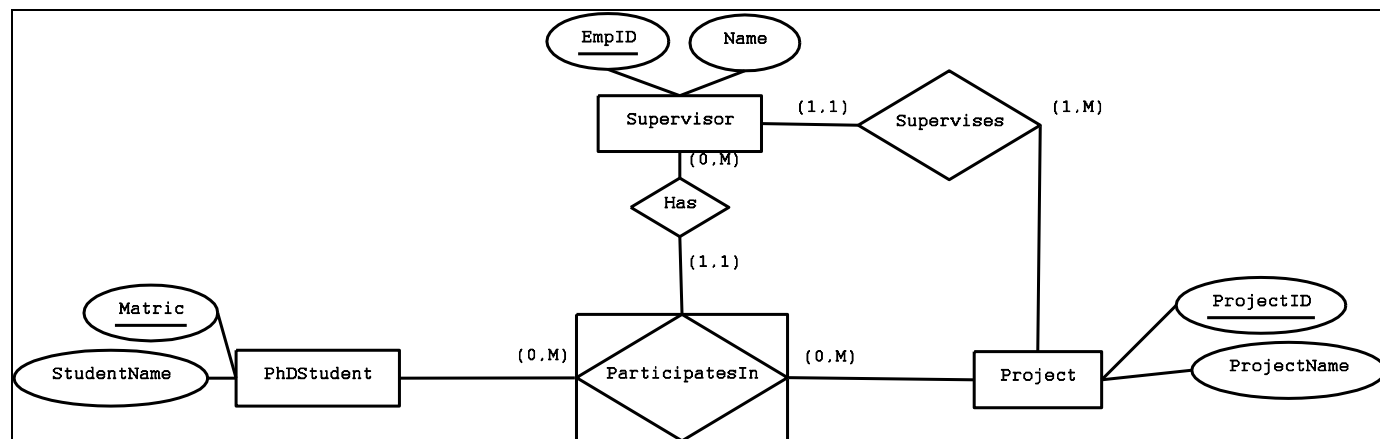 EmpID
Name
Supervisor
(1,1)
Supervises
(1,M)
(0,M)
Has
(1,1)
Matric
StudentName
PhDStudent
(0,M)
ParticipatesIn
(0,M)
Project
ProjectID
ProjectName